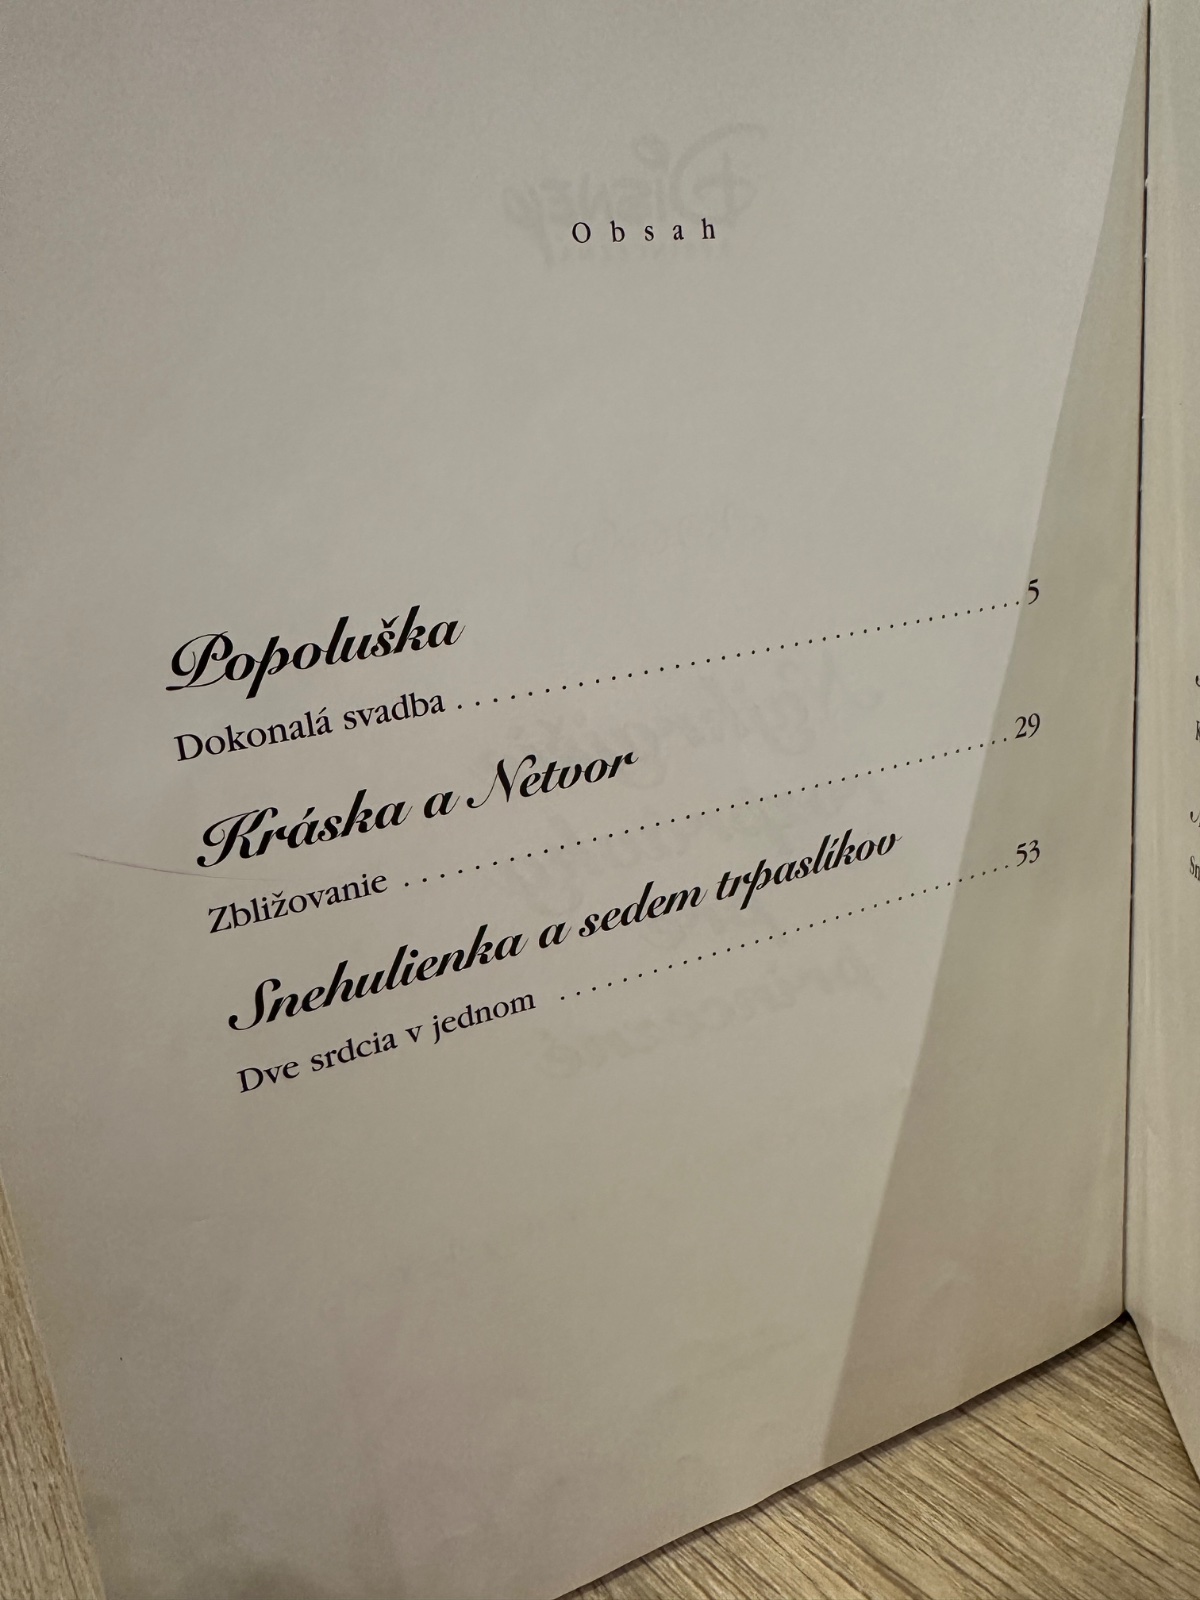 Obsah
Popoluška
Dokonalá svadba 5
Kráska a Netvor
Zbližovanie 29
Snehulienka a sedem trpaslíkov
Dve srdcia v jednom 53